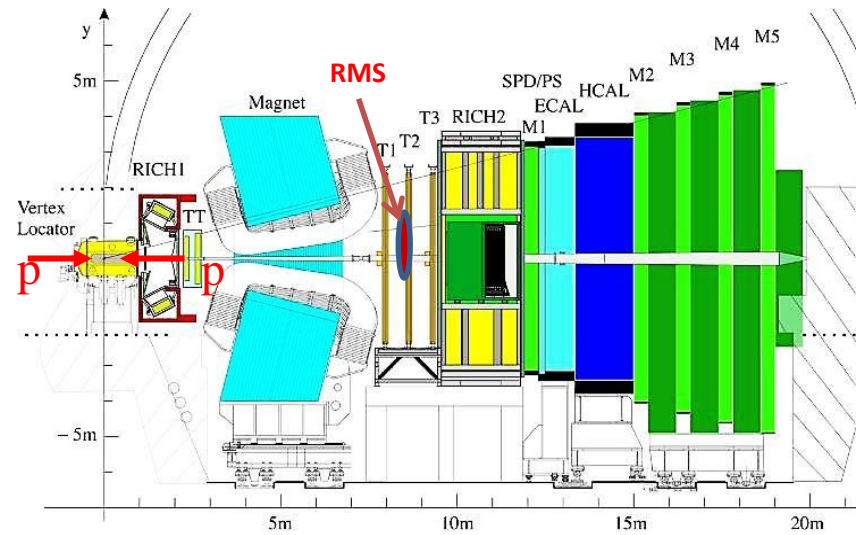 y
5m
Magnet
RMS
SPD/PS
ECAL
HCAL
M1
M2
M3
M4
M5
T1
T2
T3
RICH2
RICH1
TT
Vertex
Locator
p
p
– 5m
5m
10m
15m
20m
z